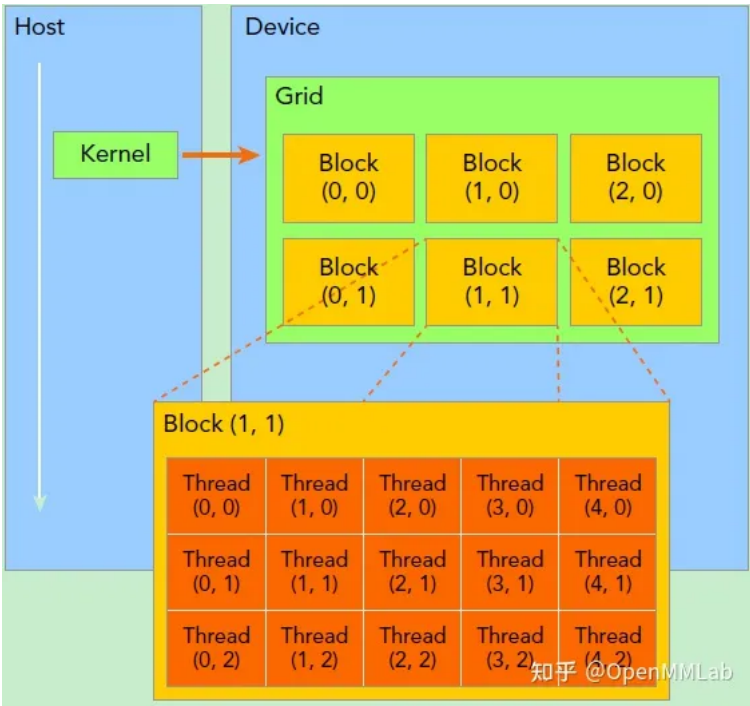 Host
Device
Grid
Kernel
Block
(0, 0)
Block
(1, 0)
Block
(2, 0)
Block
(0, 1)
Block
(1, 1)
Block
(2, 1)
Block (1, 1)
Thread
(0, 0)
Thread
(1, 0)
Thread
(2, 0)
Thread
(3, 0)
Thread
(4, 0)
Thread
(0, 1)
Thread
(1, 1)
Thread
(2, 1)
Thread
(3, 1)
Thread
(4, 1)
Thread
(0, 2)
Thread
(1, 2)
Thread
(2, 2)
Thread
(3, 2)
Thread
(4, 2)
知乎 @OpenMMLab